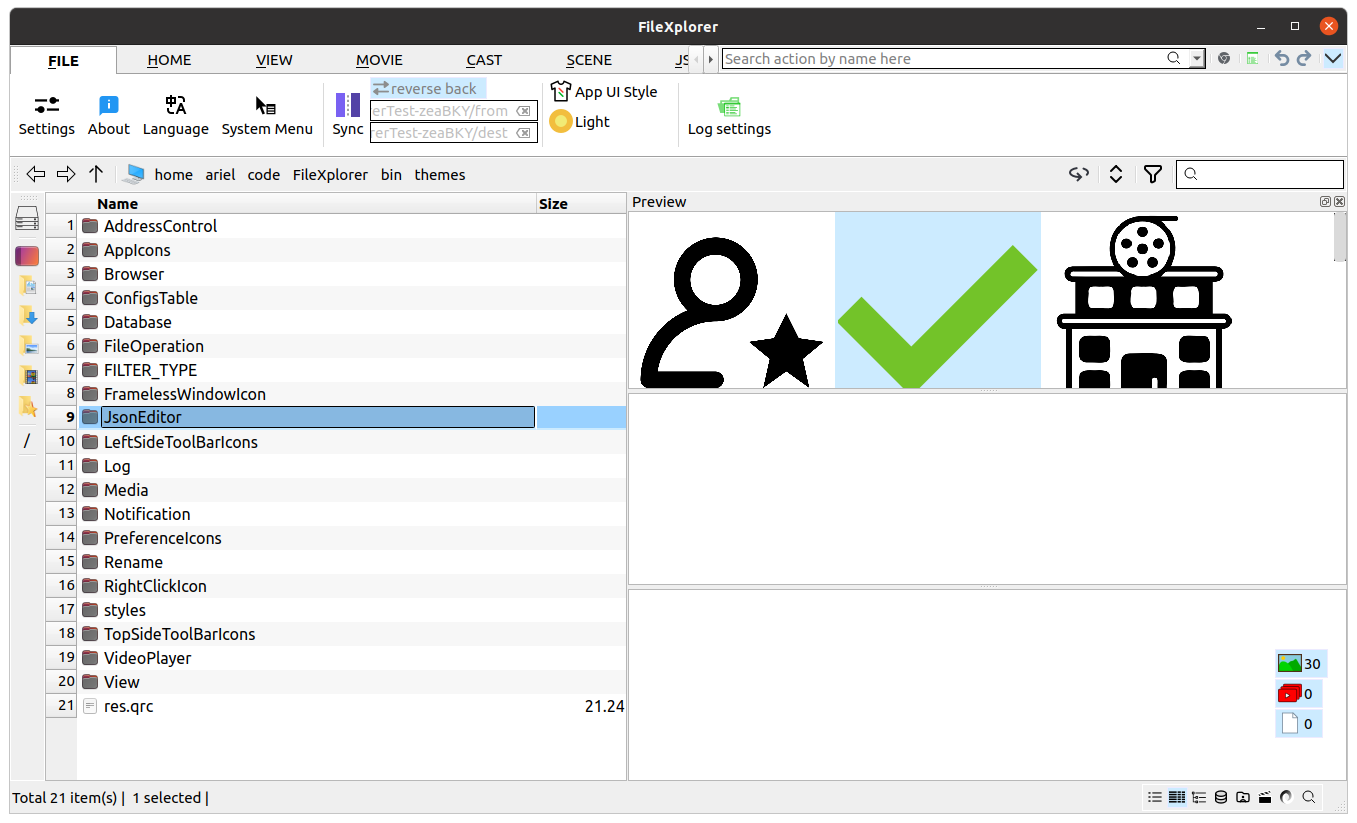 FileXplorer
FILE HOME VIEW MOVIE CAST SCENE JS Search action by name here
Settings About Language System Menu Sync
reverse back
erTest-zeaBKY/from
rerTest-zeaBKY/dest
App UI Style
Light
Log settings
home ariel code FileXplorer bin themes
Name Size
1 AddressControl
2 AppIcons
3 Browser
4 ConfigsTable
5 Database
6 FileOperation
7 FILTER_TYPE
8 FramelessWindowIcon
9 JsonEditor
10 LeftSideToolBarIcons
11 Log
12 Media
13 Notification
14 PreferenceIcons
15 Rename
16 RightClickIcon
17 styles
18 TopSideToolBarIcons
19 VideoPlayer
20 View
21 res.qrc 21.24
/
Preview
30
0
0
Total 21 item(s) | 1 selected |